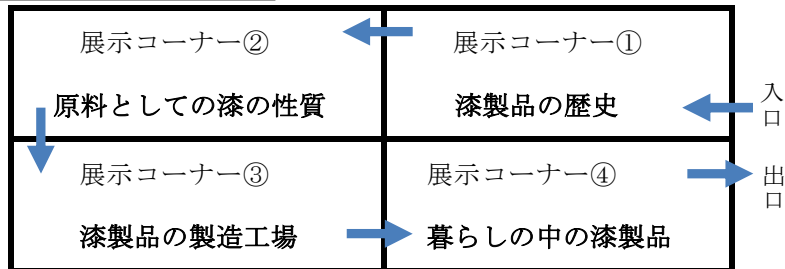 展示コーナー②
原料としての漆の性質
展示コーナー①
漆製品の歴史
入口
展示コーナー③
漆製品の製造工場
展示コーナー④
暮らしの中の漆製品
出口